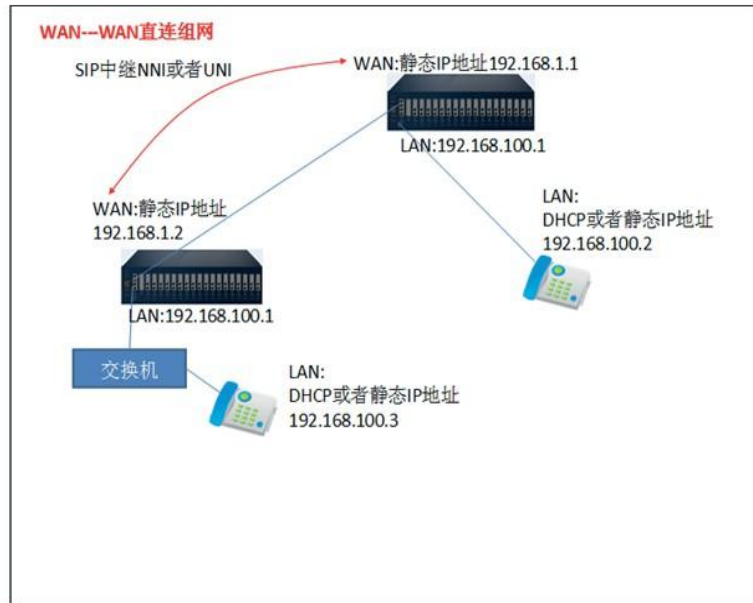 WAN---WAN直连组网
SIP中继NNI或者UNI
WAN:静态IP地址192.168.1.1
LAN:192.168.100.1
WAN:静态IP地址
192.168.1.2
LAN:
DHCP或者静态IP地址
192.168.100.2
LAN:192.168.100.1
交换机
LAN:
DHCP或者静态IP地址
192.168.100.3